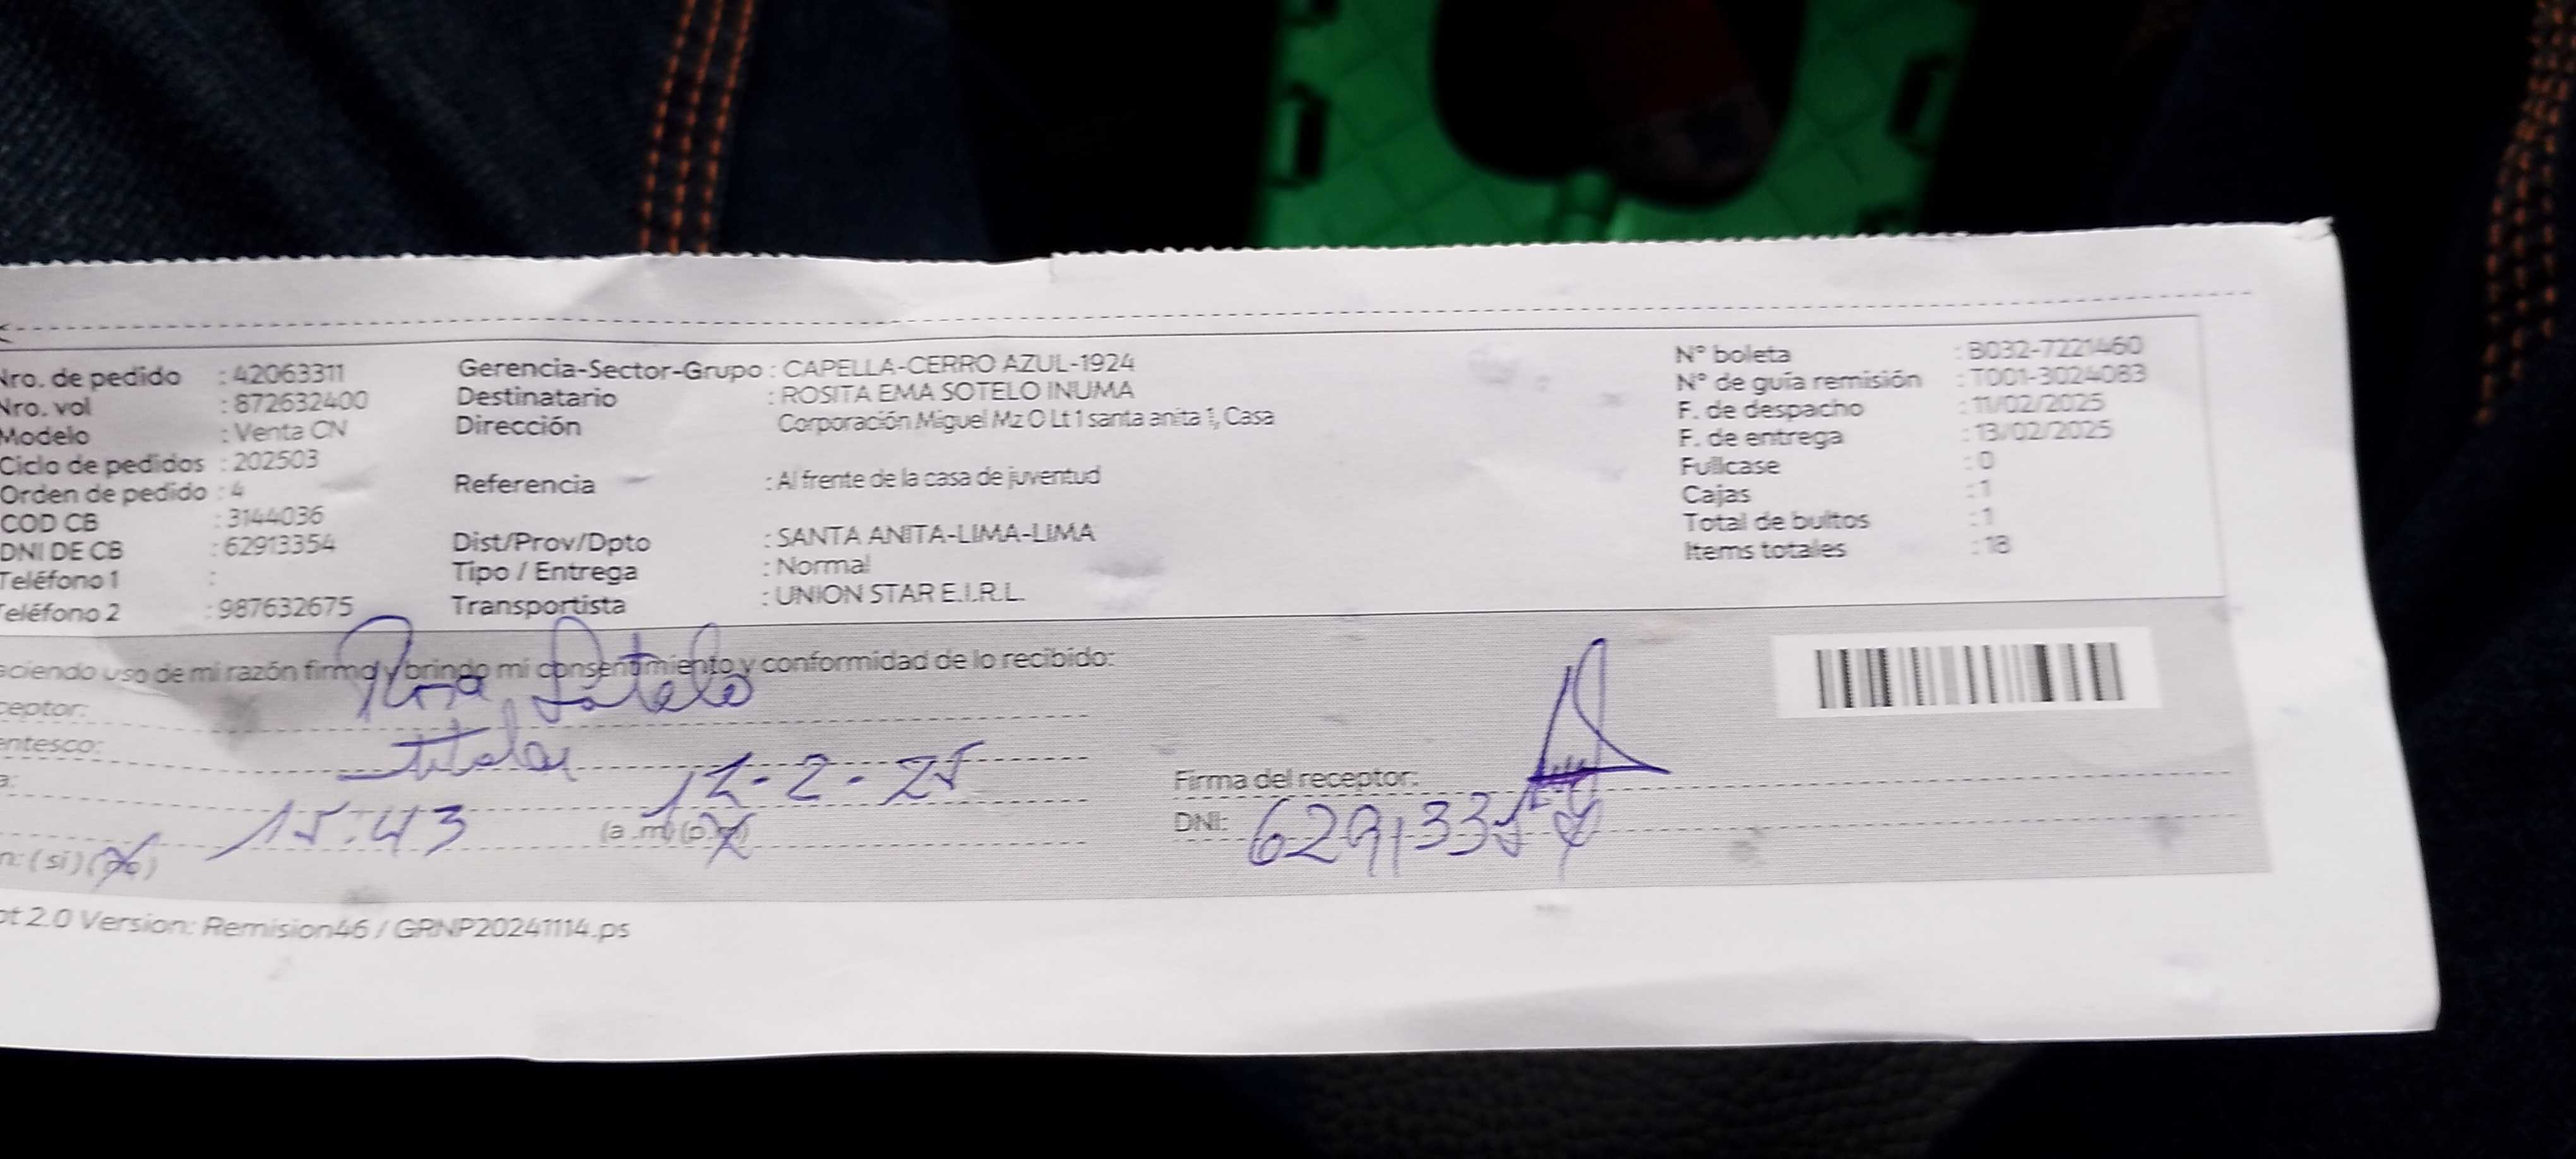 Nro. de pedido : 42063311
Nro. vol : 872632400
Modelo : Venta CN
Ciclo de pedidos : 202503
Orden de pedido : 4
COD CB : 3144036
DNI DE CB : 62913354
Teléfono 1 :
Teléfono 2 : 987632675
Gerencia-Sector-Grupo : CAPELLA-CERRO AZUL-1924
Destinatario : ROSITA EMA SOTELO INUMA
Dirección Corporación Miguel Mz O Lt 1 santa anita 1, Casa
Referencia : Al frente de la casa de juventud
Dist/Prov/Dpto : SANTA ANITA-LIMA-LIMA
Tipo / Entrega : Normal
Transportista : UNION STAR E.I.R.L.
N° boleta : B032-7221460
N° de guía remisión : T001-3024083
F. de despacho : 11/02/2025
F. de entrega : 13/02/2025
Fullcase : 0
Cajas : 1
Total de bultos : 1
Items totales : 18
aciendo uso de mi razón firmo y brindo mi consentimiento y conformidad de lo recibido:
ceptor: Rosa Sotelo
entesco: titular
a: 12-2-25
15:43 (a.m) (p.m)
n: (si) (no)
Firma del receptor:
DNI: 62913354
pt 2.0 Version: Remision46 / GRNP20241114.ps